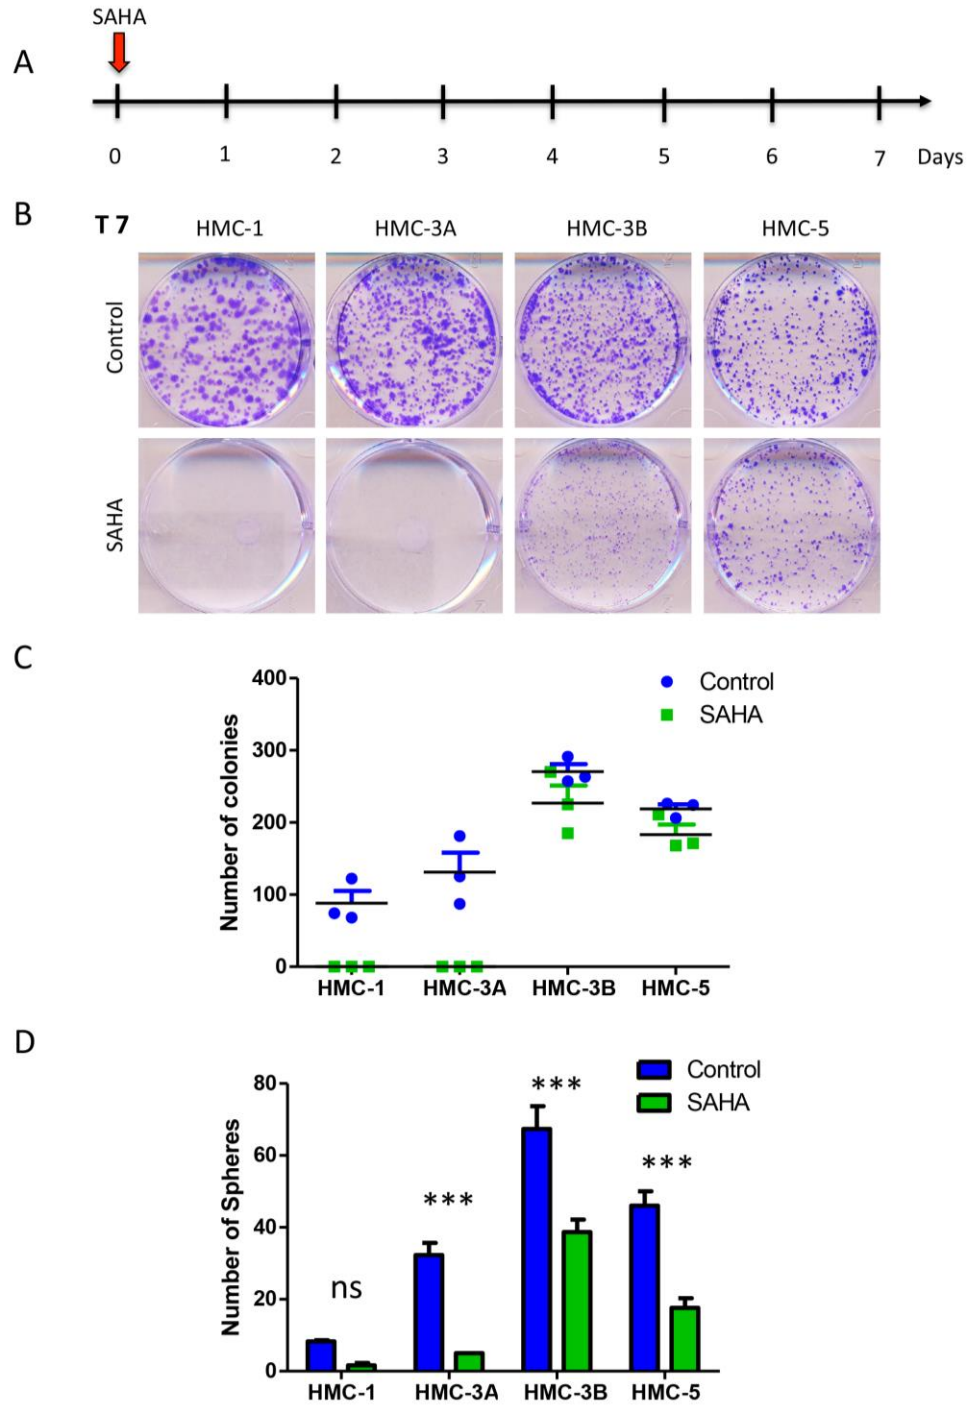 SAHA
A
0 1 2 3 4 5 6 7 Days
B
T 7 HMC-1 HMC-3A HMC-3B HMC-5
Control
SAHA
C
Number of colonies
400
300
200
100
0
Control
SAHA
HMC-1 HMC-3A HMC-3B HMC-5
D
Number of Spheres
80
60
40
20
0
Control
SAHA
ns
***
***
***
HMC-1 HMC-3A HMC-3B HMC-5